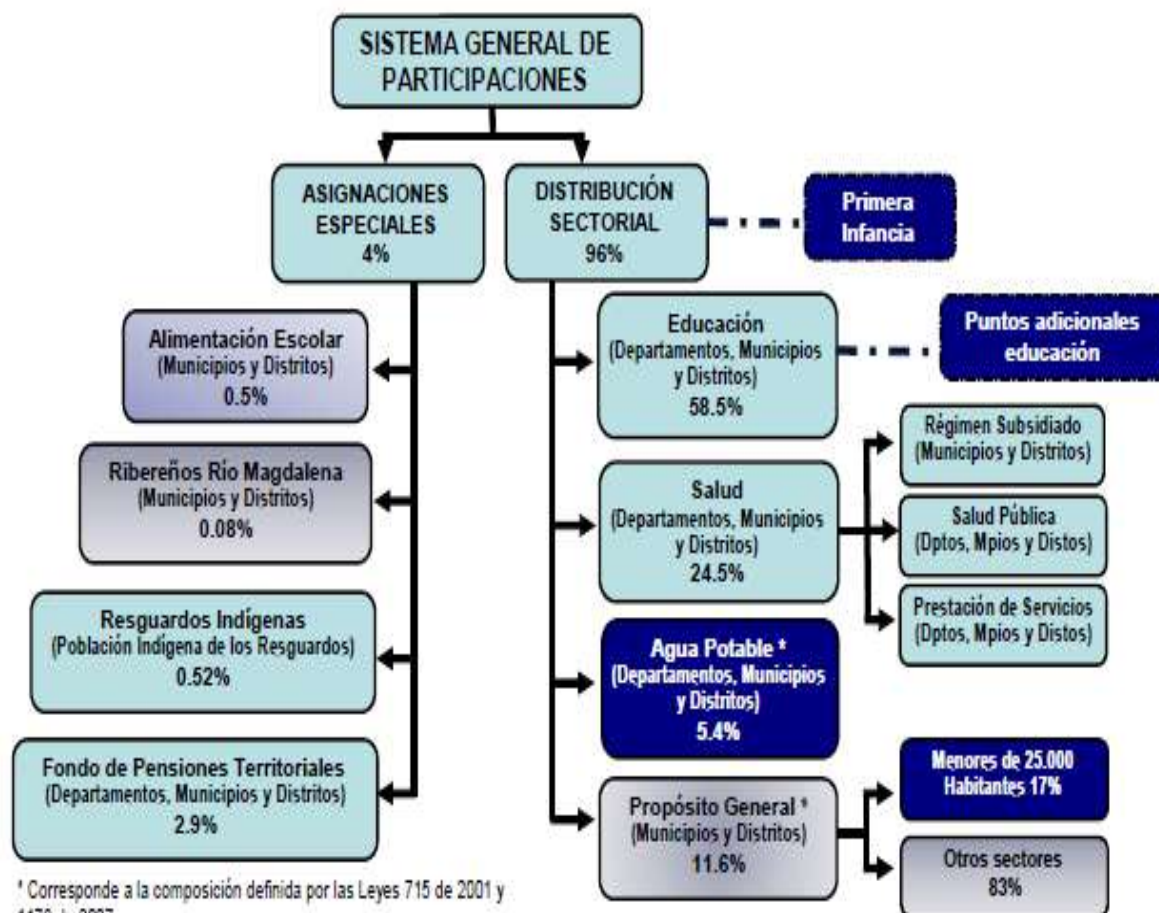 SISTEMA GENERAL DE
PARTICIPACIONES
ASIGNACIONES
ESPECIALES
4%
DISTRIBUCIÓN
SECTORIAL
96%
Primera
Infancia
Alimentación Escolar
(Municipios y Distritos)
0.5%
Ribereños Río Magdalena
(Municipios y Distritos)
0.08%
Resguardos Indígenas
(Población Indígena de los Resguardos)
0.52%
Fondo de Pensiones Territoriales
(Departamentos, Municipios y Distritos)
2.9%
Educación
(Departamentos, Municipios
y Distritos)
58.5%
Puntos adicionales
educación
Salud
(Departamentos, Municipios
y Distritos)
24.5%
Régimen Subsidiado
(Municipios y Distritos)
Salud Pública
(Dptos, Mpios y Distos)
Prestación de Servicios
(Dptos, Mpios y Distos)
Agua Potable *
(Departamentos, Municipios
y Distritos)
5.4%
Propósito General *
(Municipios y Distritos)
11.6%
Menores de 25.000
Habitantes 17%
Otros sectores
83%
* Corresponde a la composición definida por las Leyes 715 de 2001 y